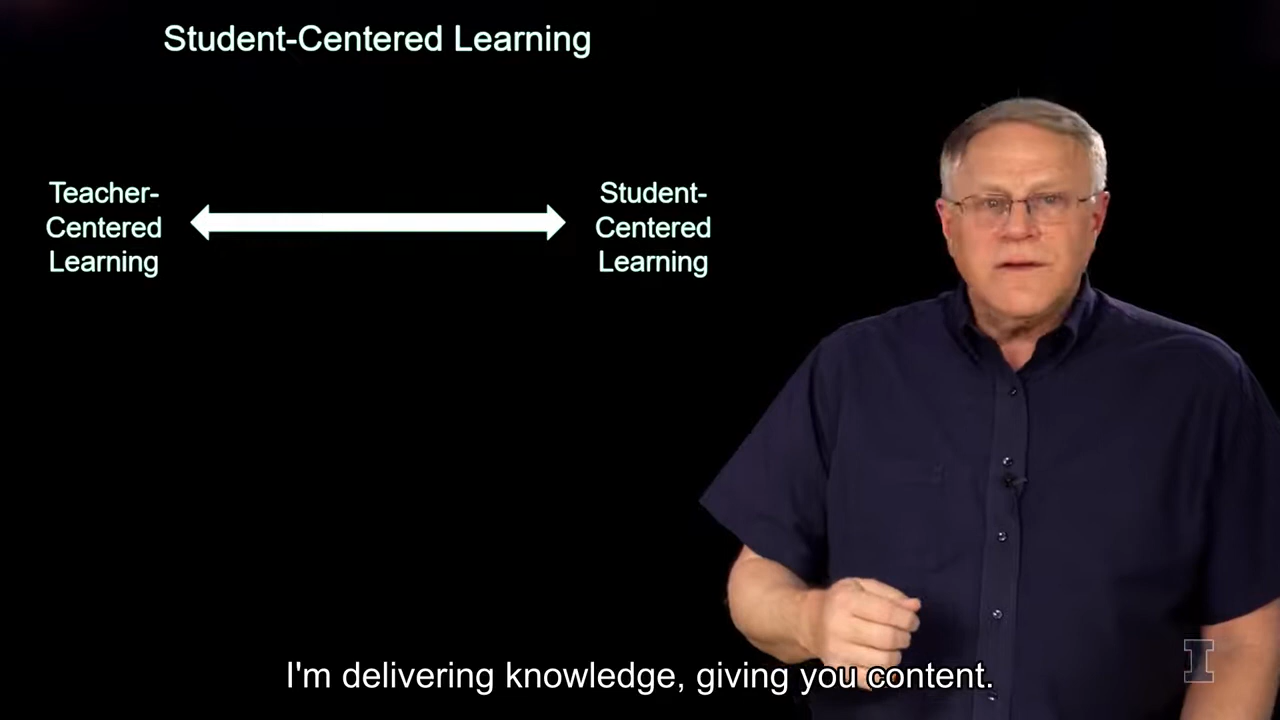 Student-Centered Learning
Teacher-
Centered
Learning
Student-
Centered
Learning
I'm delivering knowledge, giving you content.
I